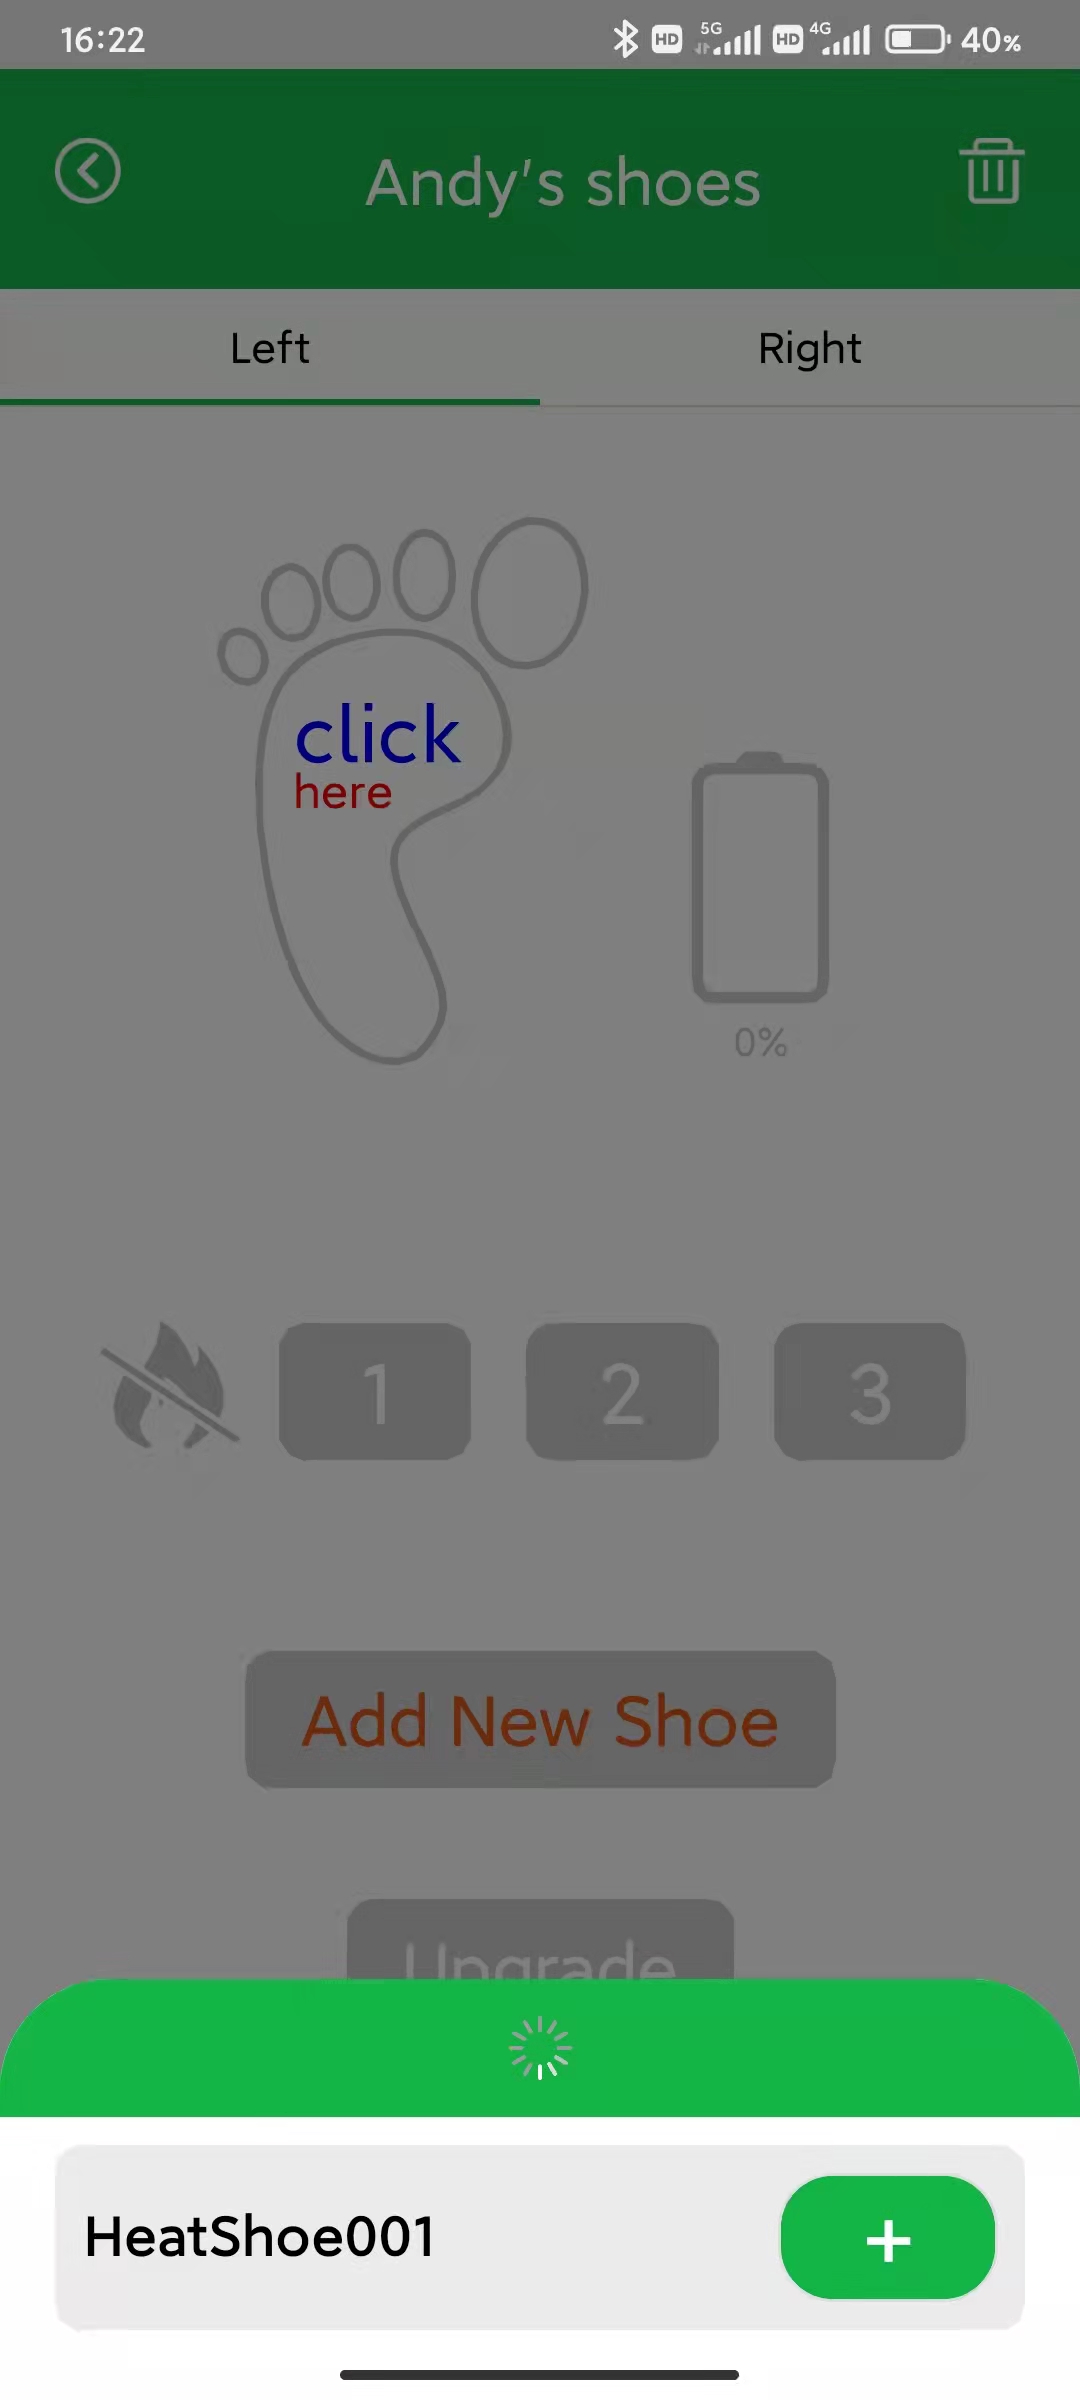 16:22
HD 5G HD 4G 40%
Andy's shoes
Left Right
click
here
0%
1 2 3
Add New Shoe
Upgrade
HeatShoe001
+